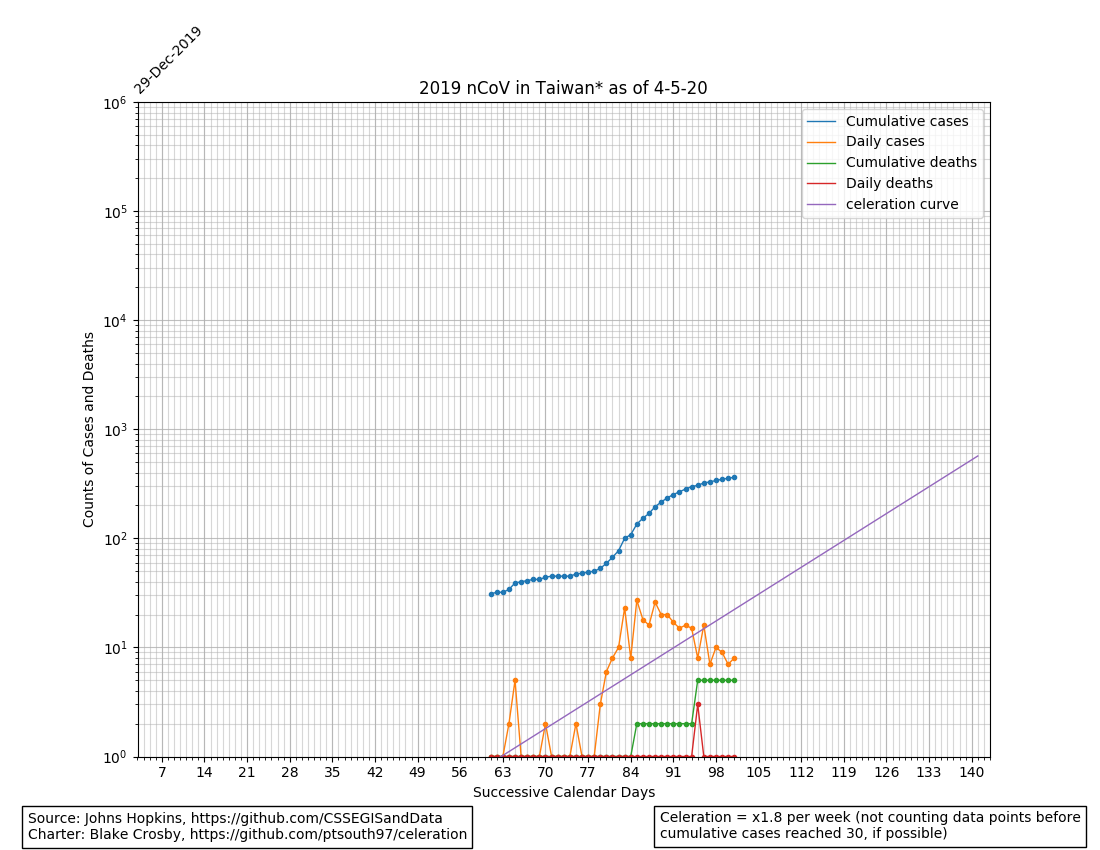 29-Dec-2019
2019 nCoV in Taiwan* as of 4-5-20
Cumulative cases
Daily cases
Cumulative deaths
Daily deaths
celeration curve
Counts of Cases and Deaths
10^6
10^5
10^4
10^3
10^2
10^1
10^0
7 14 21 28 35 42 49 56 63 70 77 84 91 98 105 112 119 126 133 140
Successive Calendar Days
Source: Johns Hopkins, https://github.com/CSSEGISandData
Charter: Blake Crosby, https://github.com/ptsouth97/celeration
Celeration = x1.8 per week (not counting data points before
cumulative cases reached 30, if possible)